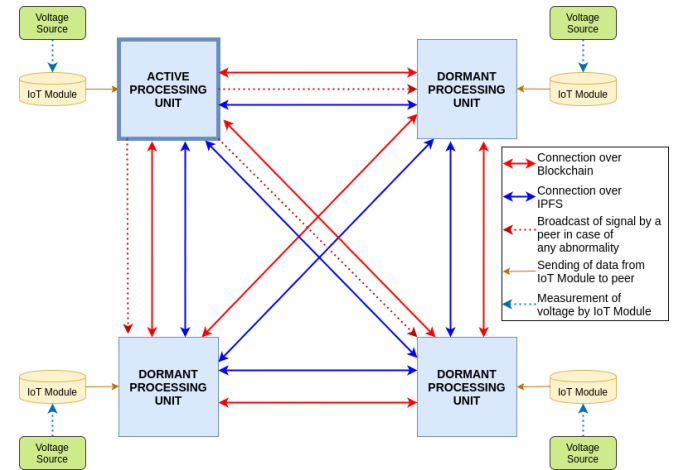 Voltage
Source
Voltage
Source
IoT Module
ACTIVE
PROCESSING
UNIT
DORMANT
PROCESSING
UNIT
IoT Module
Connection over
Blockchain
Connection over
IPFS
Broadcast of signal by a
peer in case of
any abnormality
Sending of data from
IoT Module to peer
Measurement of
voltage by IoT Module
IoT Module
DORMANT
PROCESSING
UNIT
DORMANT
PROCESSING
UNIT
IoT Module
Voltage
Source
Voltage
Source